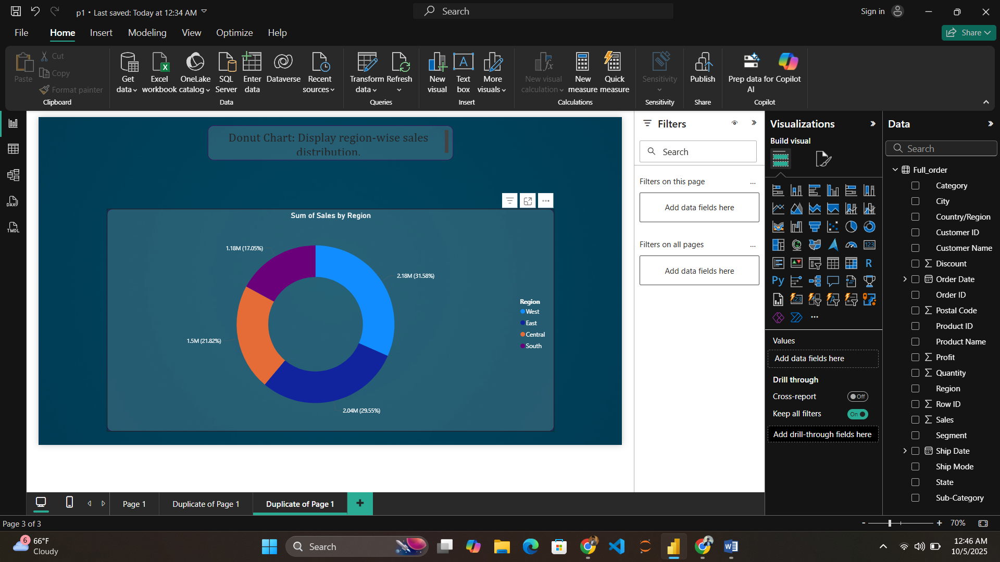 p1 • Last saved: Today at 12:34 AM
Search
Sign in
File
Home
Insert
Modeling
View
Optimize
Help
Share
Paste
Cut
Copy
Format painter
Clipboard
Get data
Excel workbook
OneLake catalog
SQL Server
Enter data
Dataverse
Recent sources
Data
Transform data
Refresh
Queries
New visual
Text box
More visuals
Insert
New visual calculation
New measure
Quick measure
Calculations
Sensitivity
Sensitivity
Publish
Share
Prep data for AI
Copilot
Copilot
DAX
TMDL
Donut Chart: Display region-wise sales
distribution.
Sum of Sales by Region
1.18M (17.05%)
2.18M (31.58%)
1.5M (21.82%)
2.04M (29.55%)
Region
West
East
Central
South
Filters
Search
Filters on this page
Add data fields here
Filters on all pages
Add data fields here
Visualizations
Build visual
123
R
Py
123
Values
Add data fields here
Drill through
Cross-report
Off
Keep all filters
On
Add drill-through fields here
Data
Search
Full_order
Category
City
Country/Region
Customer ID
Customer Name
Discount
Order Date
Order ID
Postal Code
Product ID
Product Name
Profit
Quantity
Region
Row ID
Sales
Segment
Ship Date
Ship Mode
State
Sub-Category
Page 1
Duplicate of Page 1
Duplicate of Page 1
Page 3 of 3
70%
6
66°F
Cloudy
Search
12:46 AM
10/5/2025